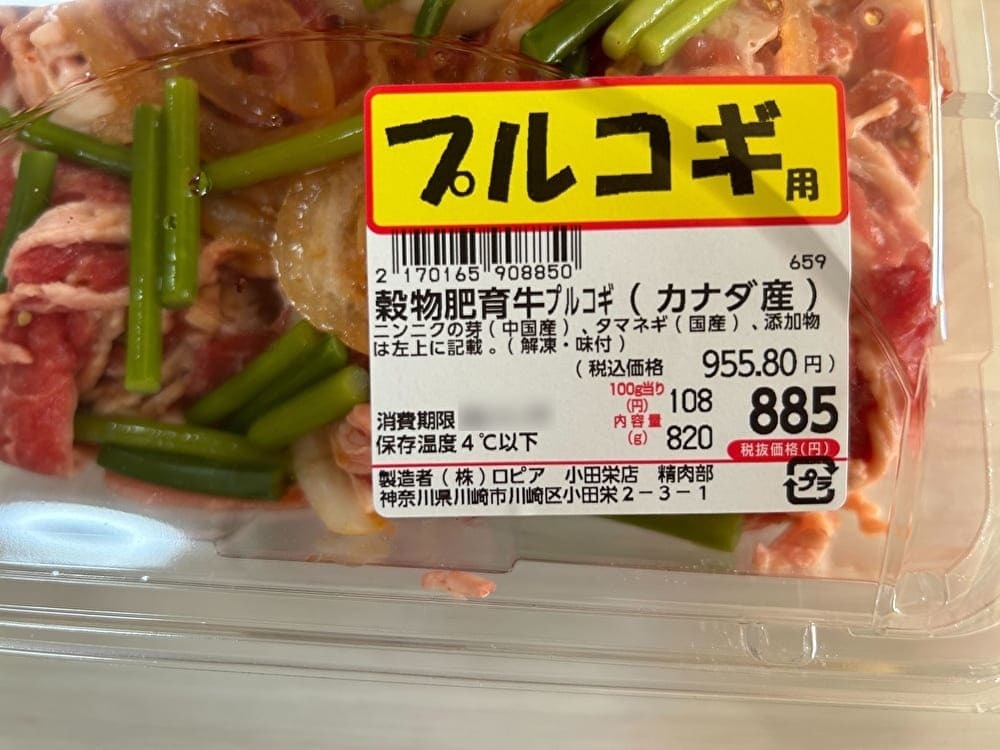 プルコギ用
2 170165 908850
659
穀物肥育牛プルコギ(カナダ産)
ニンニクの芽(中国産)、タマネギ(国産)、添加物
は左上に記載。(解凍・味付)
(税込価格 955.80円)
100g当り(円) 108
885
税抜価格(円)
消費期限
内容量(g) 820
保存温度4℃以下
製造者(株)ロピア 小田栄店 精肉部
神奈川県川崎市川崎区小田栄2-3-1
プラ